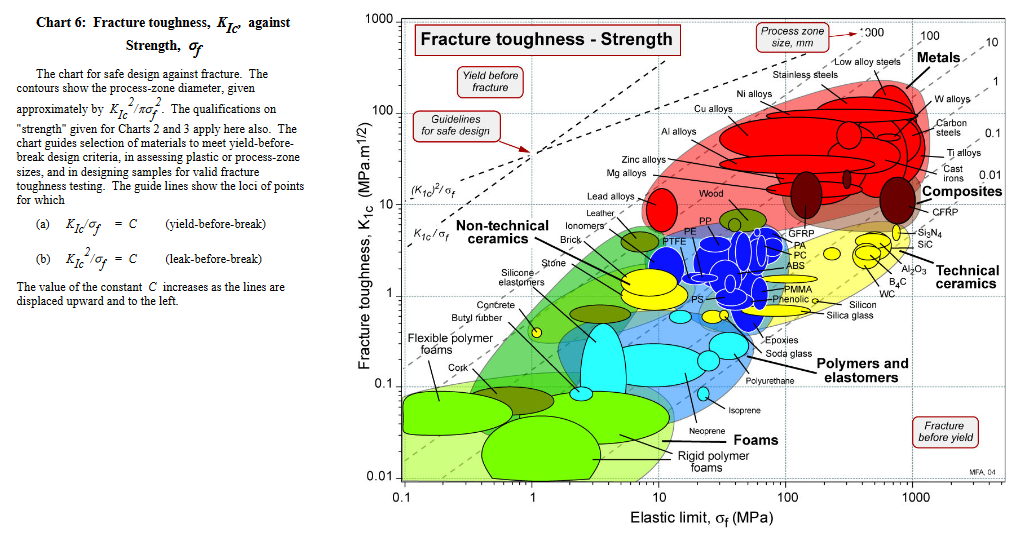 Chart 6: Fracture toughness, K_Ic, against
Strength, σ_f
The chart for safe design against fracture. The
contours show the process-zone diameter, given
approximately by K_Ic²/πσ_f². The qualifications on
"strength" given for Charts 2 and 3 apply here also. The
chart guides selection of materials to meet yield-before-
break design criteria, in assessing plastic or process-zone
sizes, and in designing samples for valid fracture
toughness testing. The guide lines show the loci of points
for which
(a) K_Ic/σ_f = C (yield-before-break)
(b) K_Ic²/σ_f = C (leak-before-break)
The value of the constant C increases as the lines are
displaced upward and to the left.
Fracture toughness - Strength
Process zone
size, mm
1000
100
10
1
0.1
0.01
Yield before
fracture
Guidelines
for safe design
(K1c)²/σf
K1c/σf
Metals
Low alloy steels
Stainless steels
Ni alloys
W alloys
Cu alloys
Carbon
steels
Al alloys
Ti alloys
Zinc alloys
Cast
irons
Mg alloys
Composites
Lead alloys
Wood
CFRP
GFRP
Leather
Ionomers
Non-technical
ceramics
Brick
Stone
PP
PE
PTFE
PA
PC
ABS
Si3N4
SiC
Al2O3
B4C
WC
Technical
ceramics
Silicone
elastomers
PS
PMMA
Phenolic
Silicon
Silica glass
Concrete
Butyl rubber
Epoxies
Soda glass
Flexible polymer
foams
Cork
Polymers and
elastomers
Polyurethane
Isoprene
Neoprene
Foams
Rigid polymer
foams
Fracture
before yield
MFA, 04
Fracture toughness, K1c (MPa.m^1/2)
1000
100
10
1
0.1
0.01
0.1
1
10
100
1000
Elastic limit, σf (MPa)